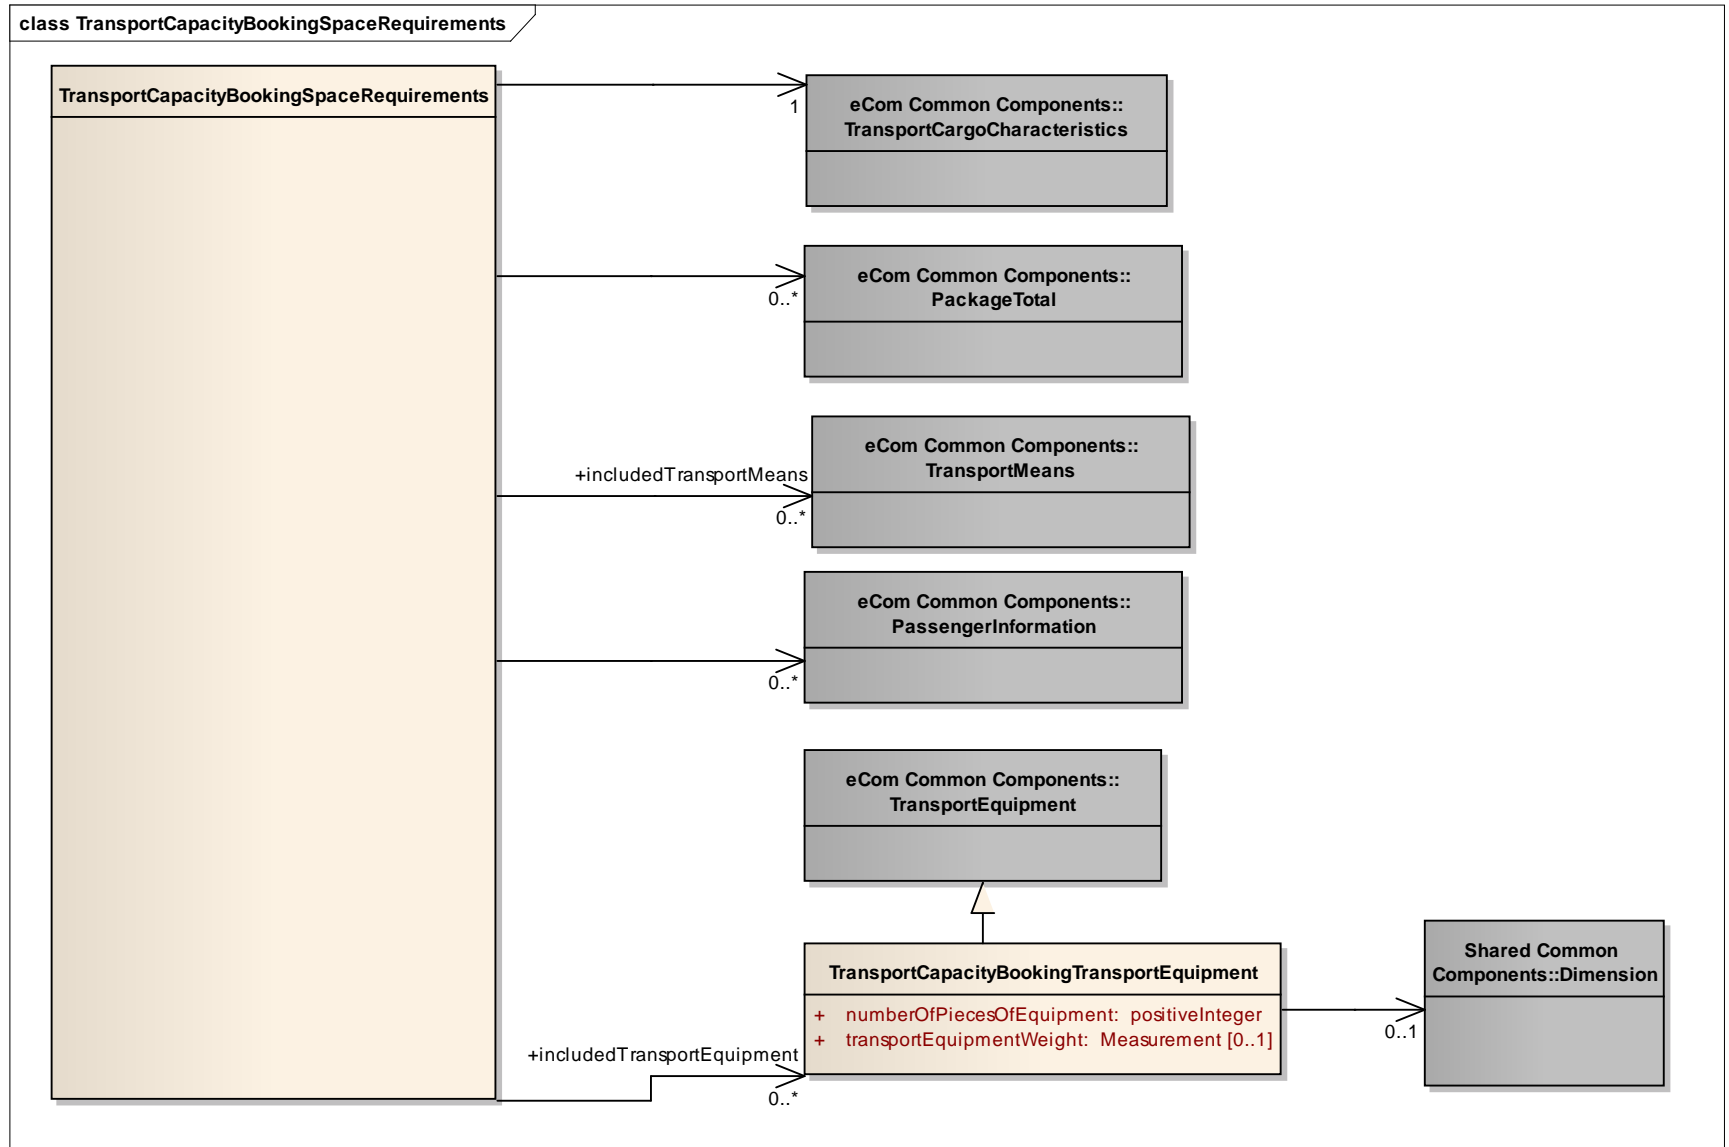 class TransportCapacityBookingSpaceRequirements
TransportCapacityBookingSpaceRequirements
1
eCom Common Components::
TransportCargoCharacteristics
0..*
eCom Common Components::
PackageTotal
+includedTransportMeans
0..*
eCom Common Components::
TransportMeans
0..*
eCom Common Components::
PassengerInformation
eCom Common Components::
TransportEquipment
+includedTransportEquipment
0..*
TransportCapacityBookingTransportEquipment
+ numberOfPiecesOfEquipment: positiveInteger
+ transportEquipmentWeight: Measurement [0..1]
0..1
Shared Common
Components::Dimension